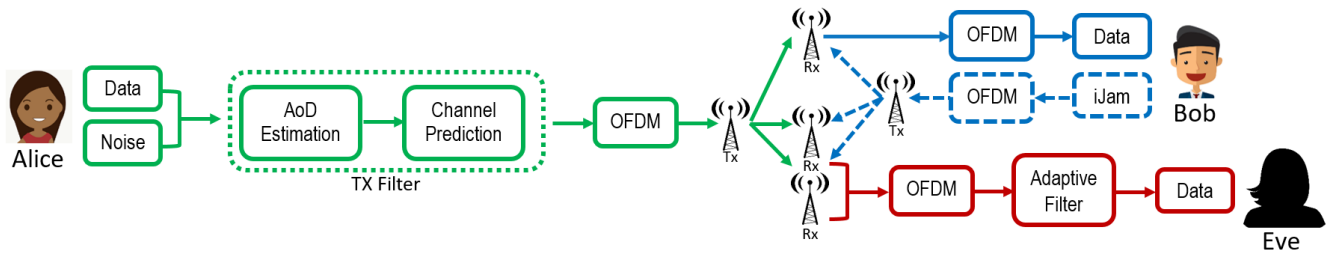 Data
Noise
Alice
AoD
Estimation
Channel
Prediction
TX Filter
OFDM
Tx
Rx
OFDM
Data
Tx
OFDM
iJam
Bob
Rx
Rx
OFDM
Adaptive
Filter
Data
Eve